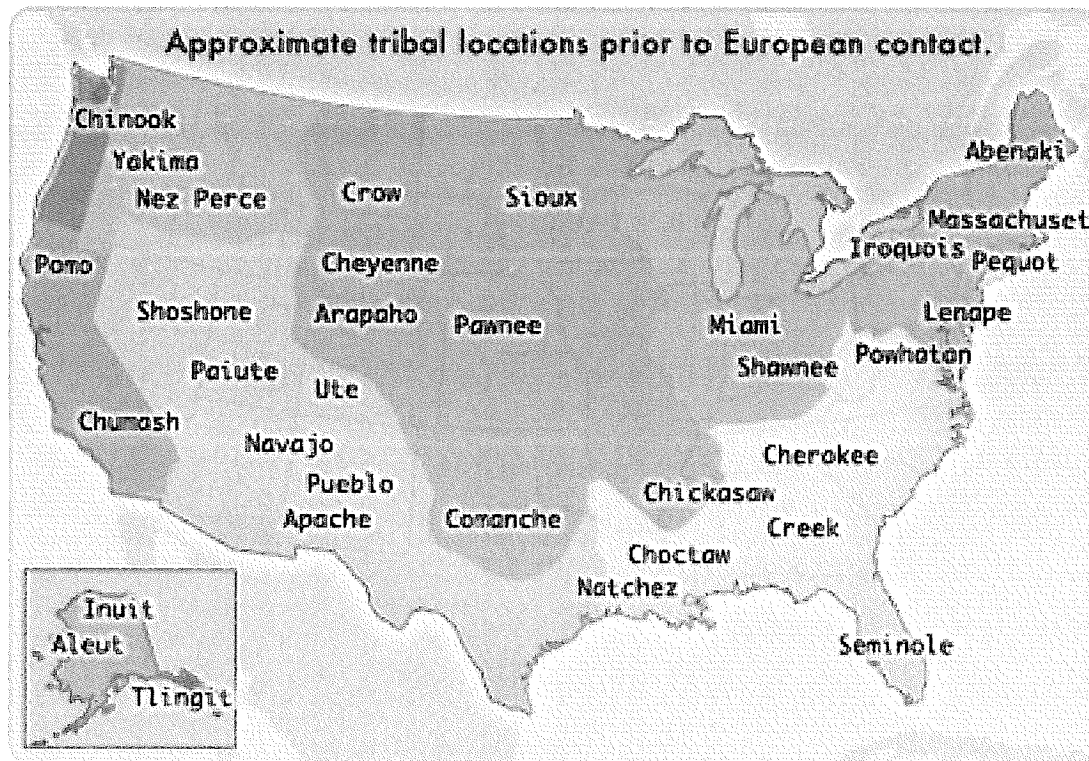 Approximate tribal locations prior to European contact.
Chinook
Abenaki
Yakima
Nez Perce
Crow
Sioux
Massachuset
Iroquois
Pequot
Pomo
Cheyenne
Shoshone
Arapaho
Pawnee
Miami
Lenape
Shawnee
Powhatan
Paiute
Ute
Chumash
Navajo
Cherokee
Pueblo
Chickasaw
Apache
Comanche
Creek
Choctaw
Natchez
Inuit
Aleut
Seminole
Tlingit